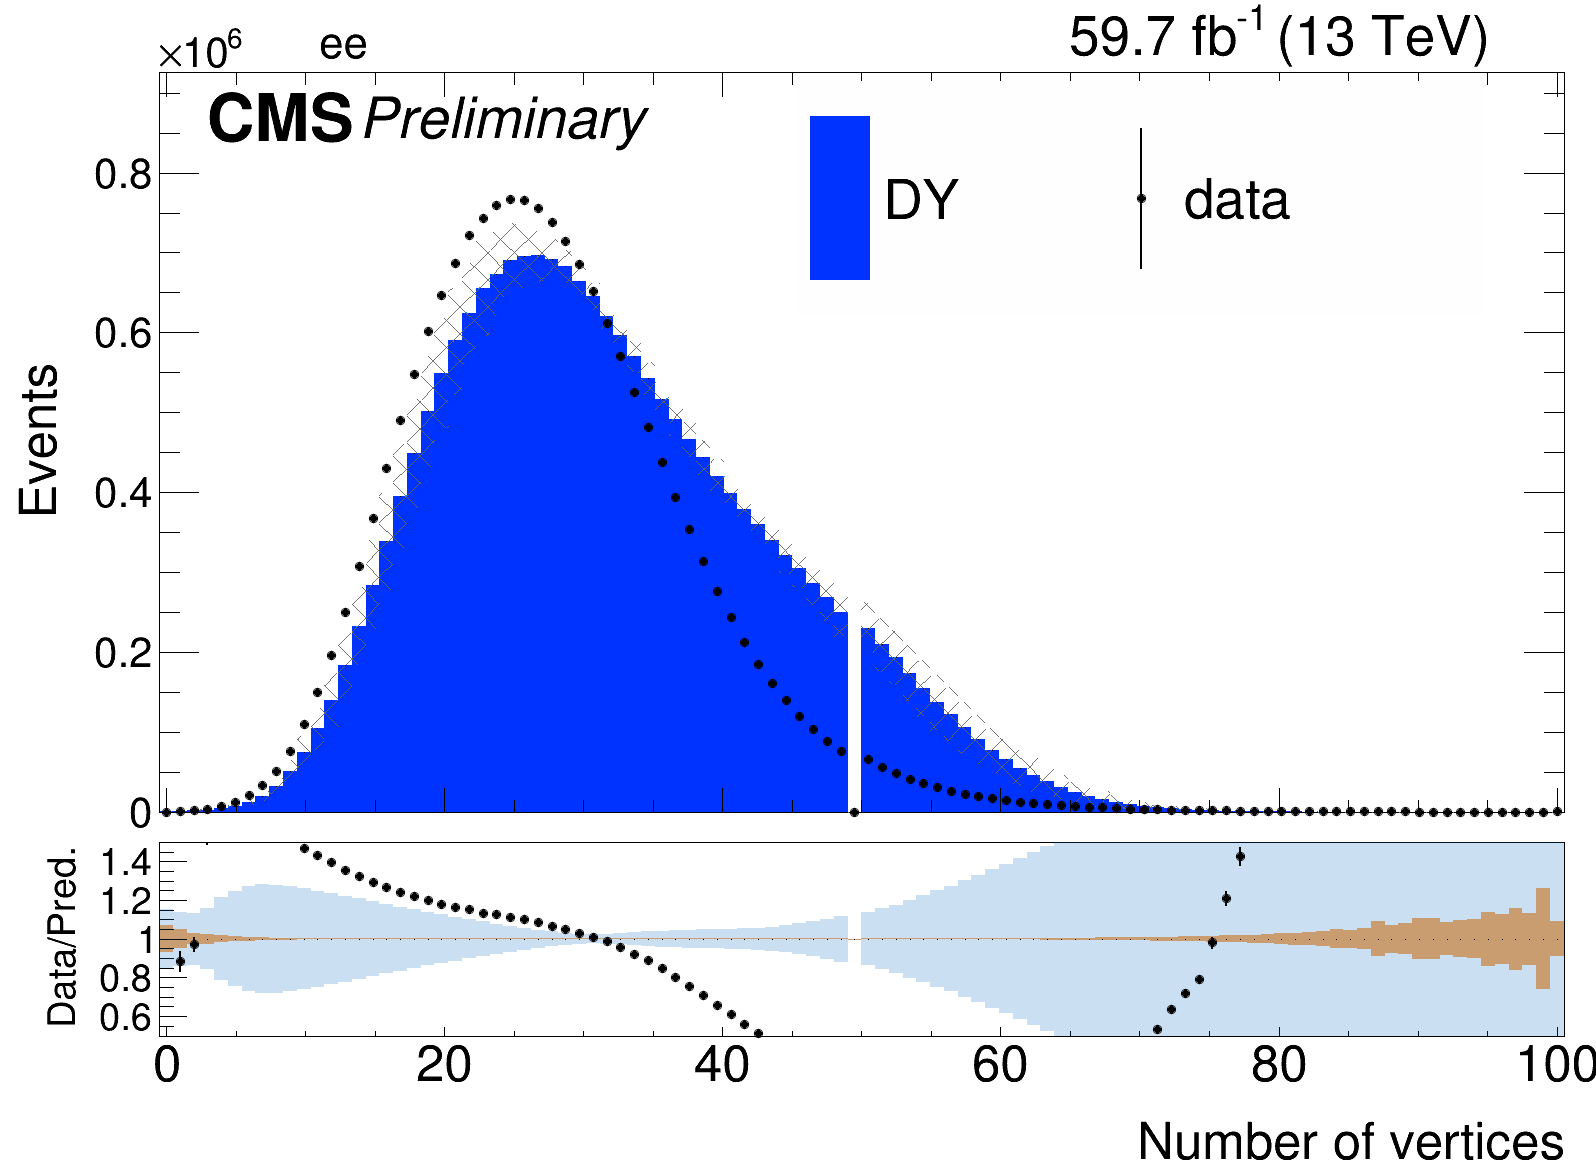 ×10⁶ ee 59.7 fb⁻¹ (13 TeV)
CMS Preliminary
DY
data
Events
0.8
0.6
0.4
0.2
0
Data/Pred.
1.4
1.2
1
0.8
0.6
0 20 40 60 80 100
Number of vertices